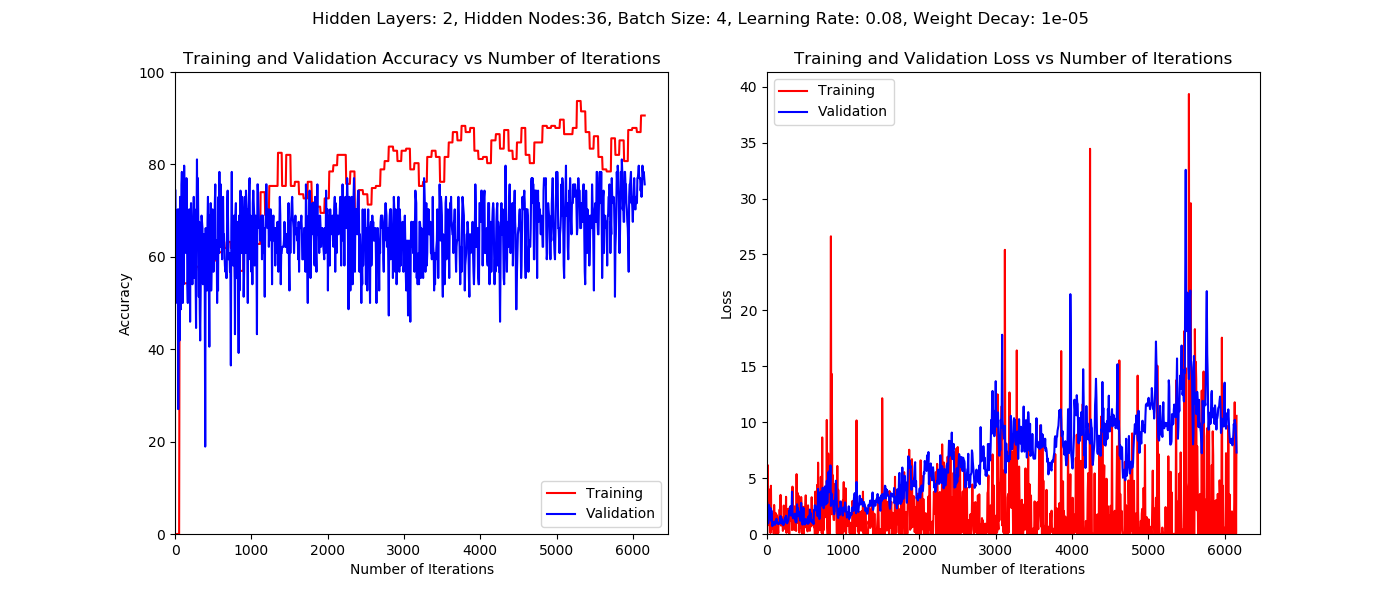 Hidden Layers: 2, Hidden Nodes:36, Batch Size: 4, Learning Rate: 0.08, Weight Decay: 1e-05
Training and Validation Accuracy vs Number of Iterations
100
80
60
40
20
0
Accuracy
0 1000 2000 3000 4000 5000 6000
Number of Iterations
Training
Validation
Training and Validation Loss vs Number of Iterations
40
35
30
25
20
15
10
5
0
Loss
0 1000 2000 3000 4000 5000 6000
Number of Iterations
Training
Validation